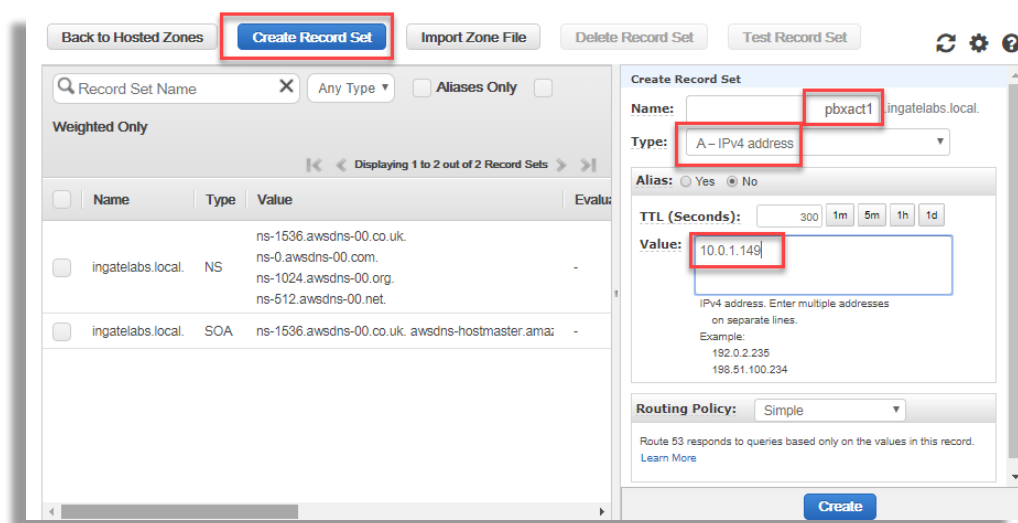 Back to Hosted Zones Create Record Set Import Zone File Delete Record Set Test Record Set
Record Set Name Any Type Aliases Only
Weighted Only
Displaying 1 to 2 out of 2 Record Sets
Name Type Value Evalua
ingatelabs.local. NS ns-1536.awsdns-00.co.uk.
ns-0.awsdns-00.com.
ns-1024.awsdns-00.org.
ns-512.awsdns-00.net.
-
ingatelabs.local. SOA ns-1536.awsdns-00.co.uk. awsdns-hostmaster.amaz -
Create Record Set
Name: pbxact1 .ingatelabs.local.
Type: A – IPv4 address
Alias: Yes No
TTL (Seconds): 300 1m 5m 1h 1d
Value: 10.0.1.149
IPv4 address. Enter multiple addresses
on separate lines.
Example:
192.0.2.235
198.51.100.234
Routing Policy: Simple
Route 53 responds to queries based only on the values in this record.
Learn More
Create